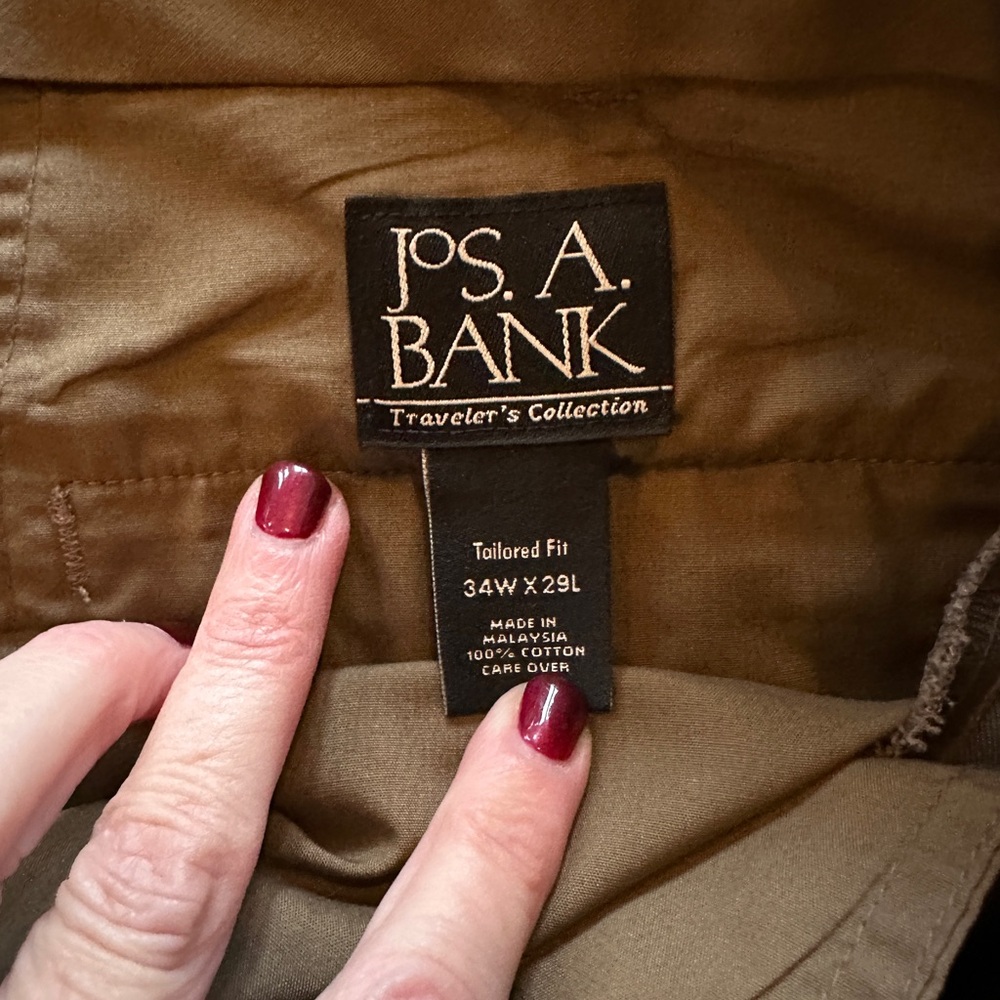 Jos. A.
BANK
Traveler's Collection
Tailored Fit
34W X 29L
MADE IN
MALAYSIA
100% COTTON
CARE OVER